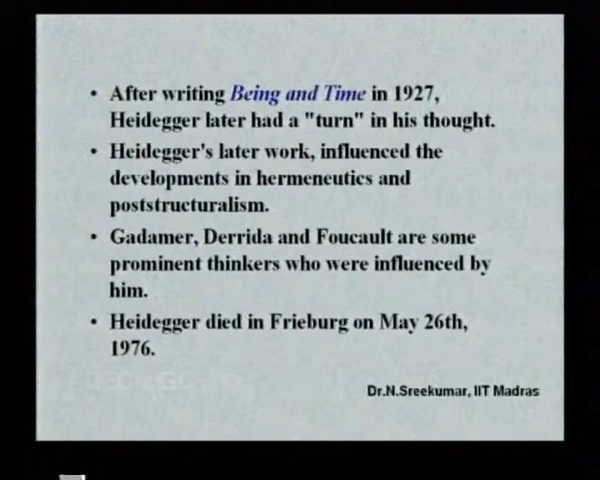 • After writing Being and Time in 1927,
Heidegger later had a "turn" in his thought.
• Heidegger's later work, influenced the
developments in hermeneutics and
poststructuralism.
• Gadamer, Derrida and Foucault are some
prominent thinkers who were influenced by
him.
• Heidegger died in Frieburg on May 26th,
1976.
Dr.N.Sreekumar, IIT Madras